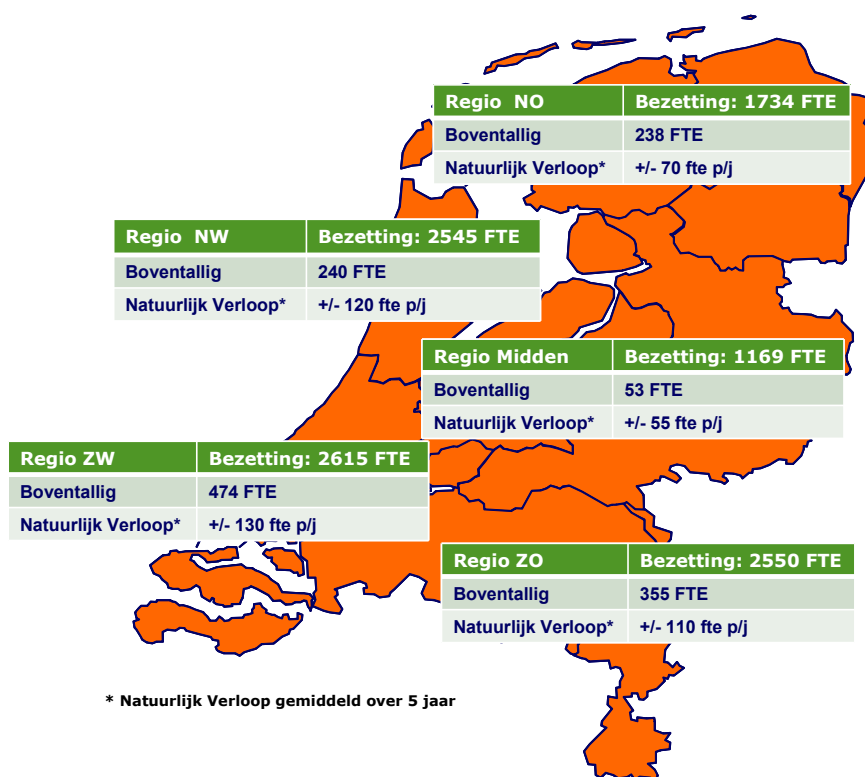 Regio NO Bezetting: 1734 FTE
Boventallig 238 FTE
Natuurlijk Verloop* +/- 70 fte p/j
Regio NW Bezetting: 2545 FTE
Boventallig 240 FTE
Natuurlijk Verloop* +/- 120 fte p/j
Regio Midden Bezetting: 1169 FTE
Boventallig 53 FTE
Natuurlijk Verloop* +/- 55 fte p/j
Regio ZW Bezetting: 2615 FTE
Boventallig 474 FTE
Natuurlijk Verloop* +/- 130 fte p/j
Regio ZO Bezetting: 2550 FTE
Boventallig 355 FTE
Natuurlijk Verloop* +/- 110 fte p/j
* Natuurlijk Verloop gemiddeld over 5 jaar